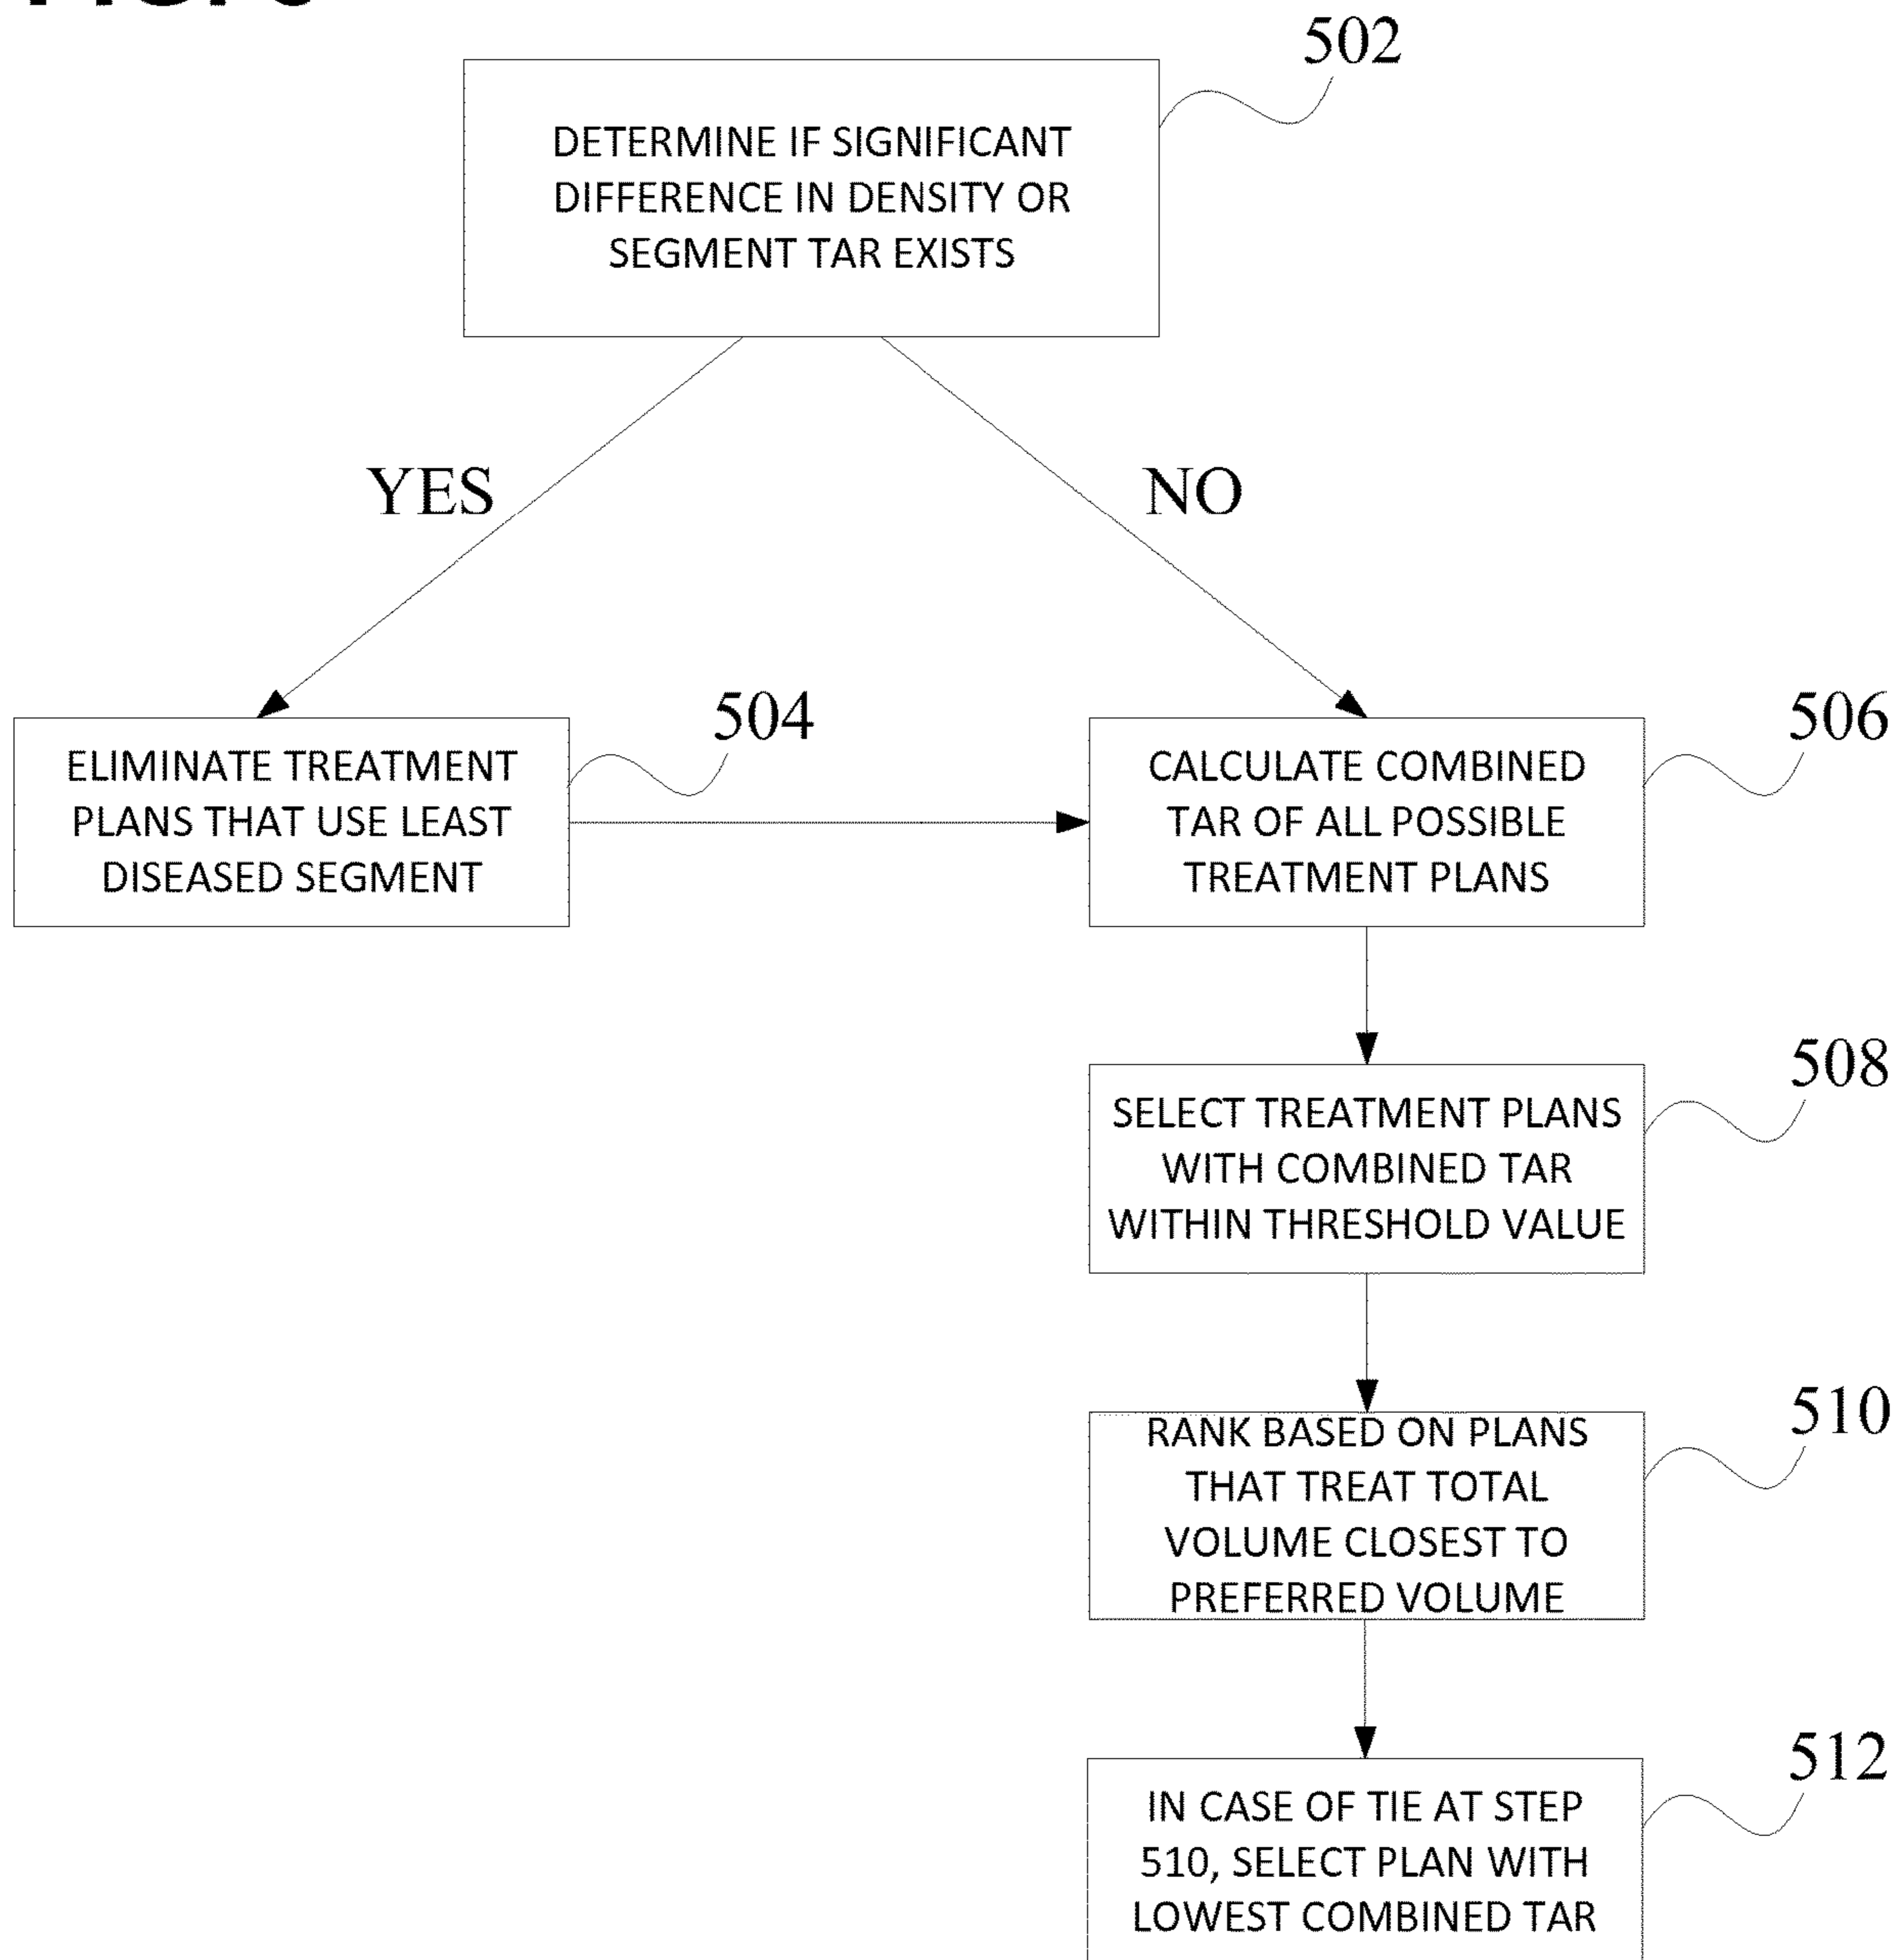 502
DETERMINE IF SIGNIFICANT
DIFFERENCE IN DENSITY OR
SEGMENT TAR EXISTS
YES
NO
504
ELIMINATE TREATMENT
PLANS THAT USE LEAST
DISEASED SEGMENT
506
CALCULATE COMBINED
TAR OF ALL POSSIBLE
TREATMENT PLANS
508
SELECT TREATMENT PLANS
WITH COMBINED TAR
WITHIN THRESHOLD VALUE
510
RANK BASED ON PLANS
THAT TREAT TOTAL
VOLUME CLOSEST TO
PREFERRED VOLUME
512
IN CASE OF TIE AT STEP
510, SELECT PLAN WITH
LOWEST COMBINED TAR